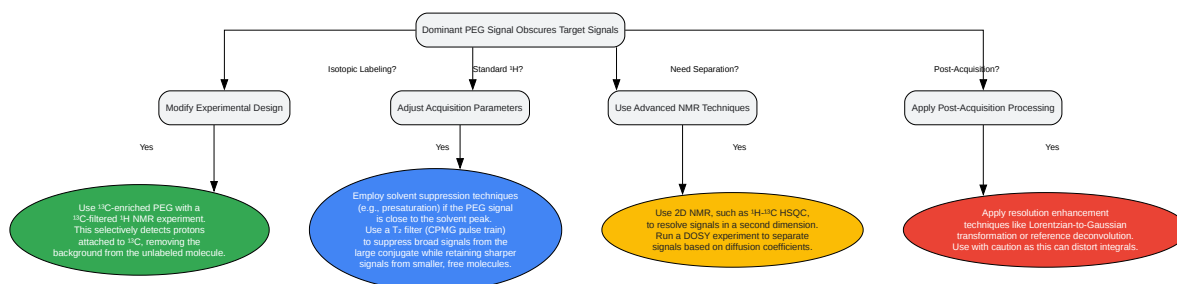 Dominant PEG Signal Obscures Target Signals
Isotopic Labeling?
Standard ¹H?
Need Separation?
Post-Acquisition?
Modify Experimental Design
Adjust Acquisition Parameters
Use Advanced NMR Techniques
Apply Post-Acquisition Processing
Yes
Yes
Yes
Yes
Use ¹³C-enriched PEG with a
¹³C-filtered ¹H NMR experiment.
This selectively detects protons
attached to ¹³C, removing the
background from the unlabeled molecule.
Employ solvent suppression techniques
(e.g., presaturation) if the PEG signal
is close to the solvent peak.
Use a T₂ filter (CPMG pulse train)
to suppress broad signals from the
large conjugate while retaining sharper
signals from smaller, free molecules.
Use 2D NMR, such as ¹H-¹³C HSQC,
to resolve signals in a second dimension.
Run a DOSY experiment to separate
signals based on diffusion coefficients.
Apply resolution enhancement
techniques like Lorentzian-to-Gaussian
transformation or reference deconvolution.
Use with caution as this can distort integrals.